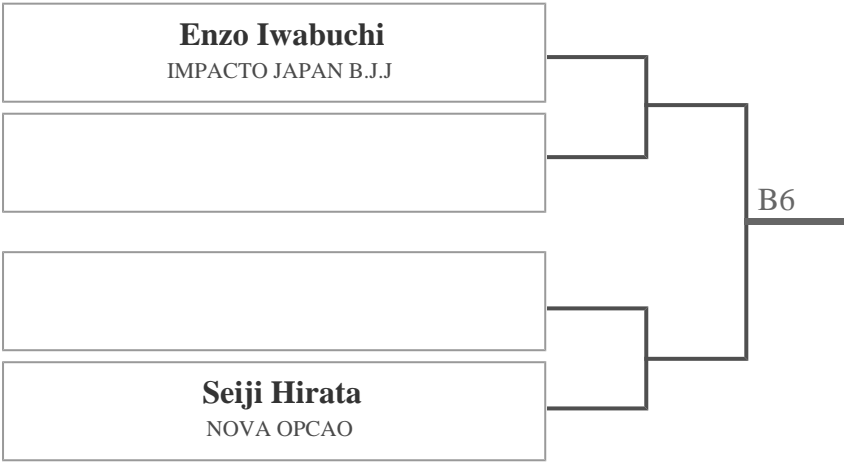 Enzo Iwabuchi
IMPACTO JAPAN B.J.J
B6
Seiji Hirata
NOVA OPCAO